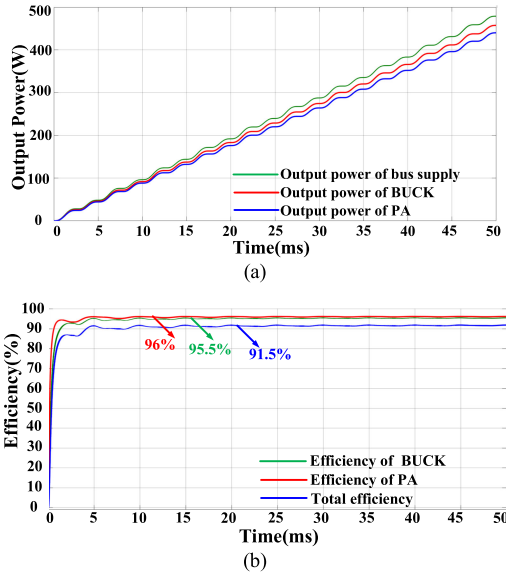 Output Power(W)
500
400
300
200
100
0
Output power of bus supply
Output power of BUCK
Output power of PA
0 5 10 15 20 25 30 35 40 45 50
Time(ms)
(a)
Efficiency(%)
100
90
80
70
60
50
40
30
20
10
0
96%
95.5%
91.5%
Efficiency of BUCK
Efficiency of PA
Total efficiency
0 5 10 15 20 25 30 35 40 45 50
Time(ms)
(b)